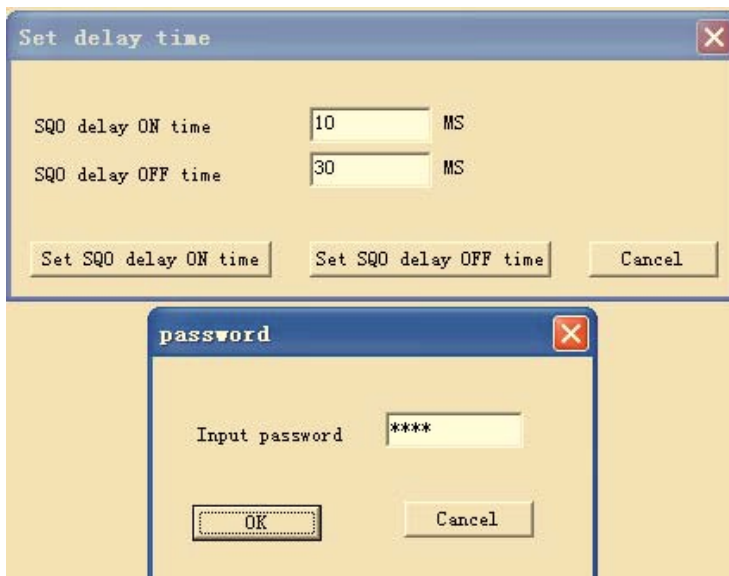 Set delay time
SQO delay ON time 10 MS
SQO delay OFF time 30 MS
Set SQO delay ON time Set SQO delay OFF time Cancel
password
Input password ****
OK Cancel